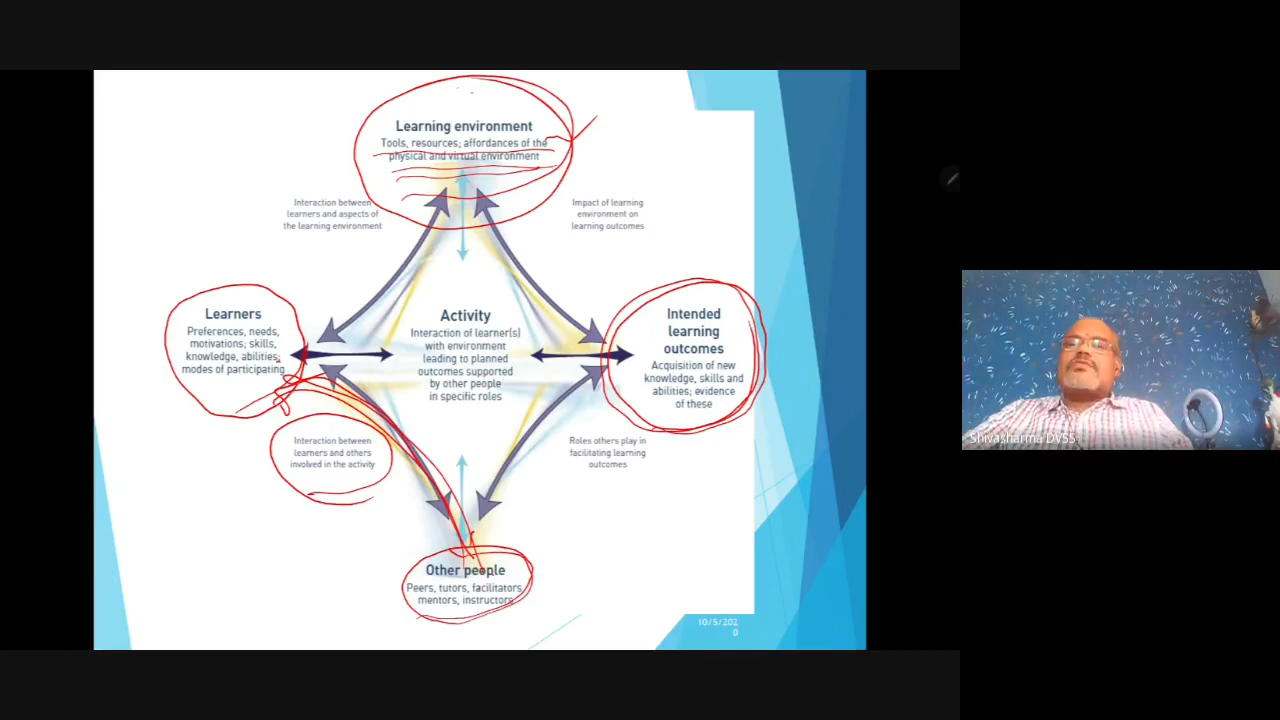 Learning environment
Tools, resources; affordances of the
physical and virtual environment
Interaction between
learners and aspects of
the learning environment
Impact of learning
environment on
learning outcomes
Learners
Preferences, needs,
motivations; skills,
knowledge, abilities;
modes of participating
Activity
Interaction of learner(s)
with environment
leading to planned
outcomes supported
by other people
in specific roles
Intended
learning
outcomes
Acquisition of new
knowledge, skills and
abilities; evidence
of these
Interaction between
learners and others
involved in the activity
Roles others play in
facilitating learning
outcomes
Other people
Peers, tutors, facilitators
mentors, instructors
10/5/202
0
Shivasharma DVSS